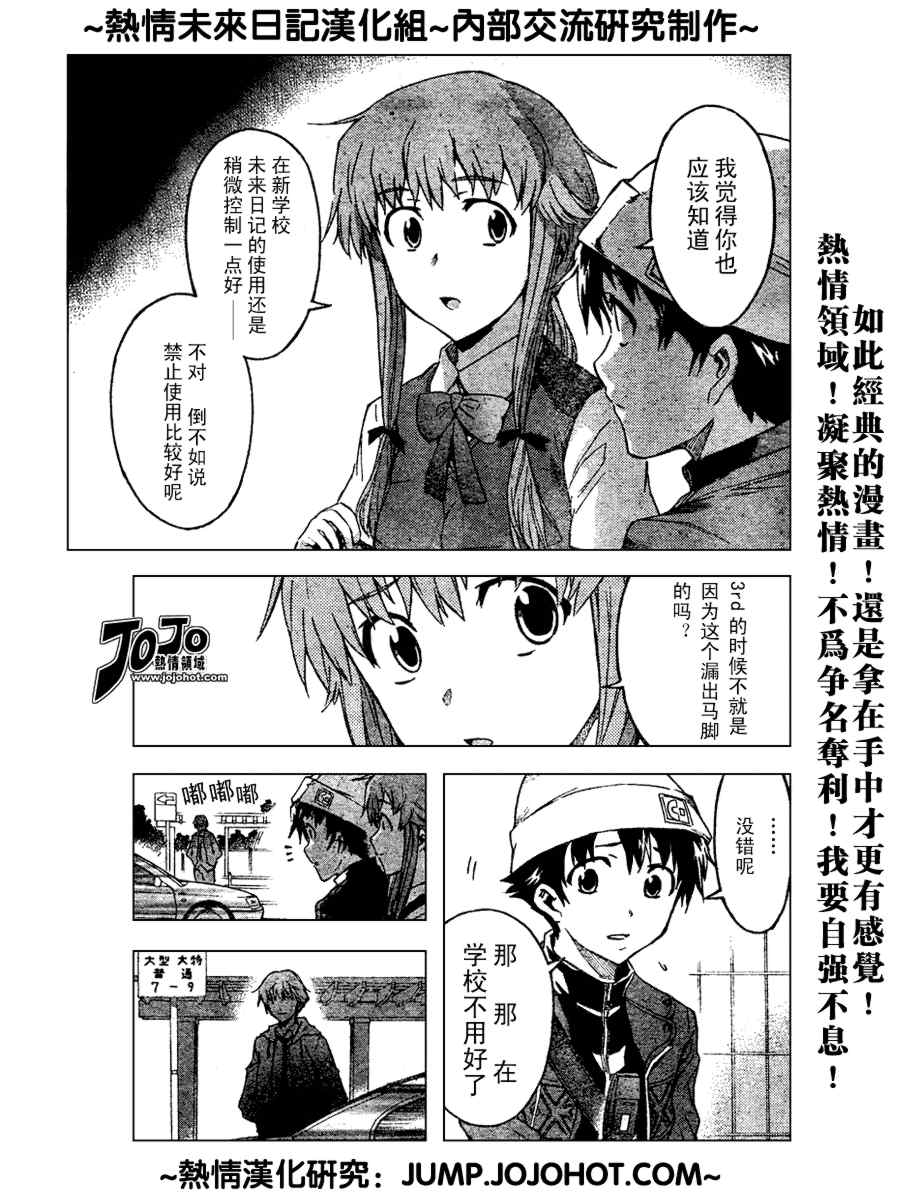 ~熱情未來日記漢化組~內部交流研究制作~
我觉得你也
应该知道
在新学校
未来日记的使用还是
稍微控制一点好——
不对 倒不如说
禁止使用比较好呢
3rd 的时候不就是
因为这个漏出马脚
的吗？
JOJO
熱情領域
www.jojohot.com
……
没错呢
那 那 在
学校不用好了
嘟嘟嘟
大型 大特
普 通
7-9
如此經典的漫畫！還是拿在手中才更有感覺！
熱情領域！凝聚熱情！不爲争名奪利！我要自强不息！
~熱情漢化研究：JUMP.JOJOHOT.COM~